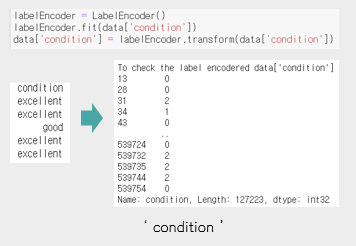 labelEncoder = LabelEncoder()
labelEncoder.fit(data['condition'])
data['condition'] = labelEncoder.transform(data['condition'])
condition
excellent
excellent
good
excellent
excellent
To check the label encodered data['condition']
13 0
28 0
31 2
34 1
43 0
..
539724 0
539732 2
539735 2
539744 2
539754 0
Name: condition, Length: 127223, dtype: int32
‘ condition ’